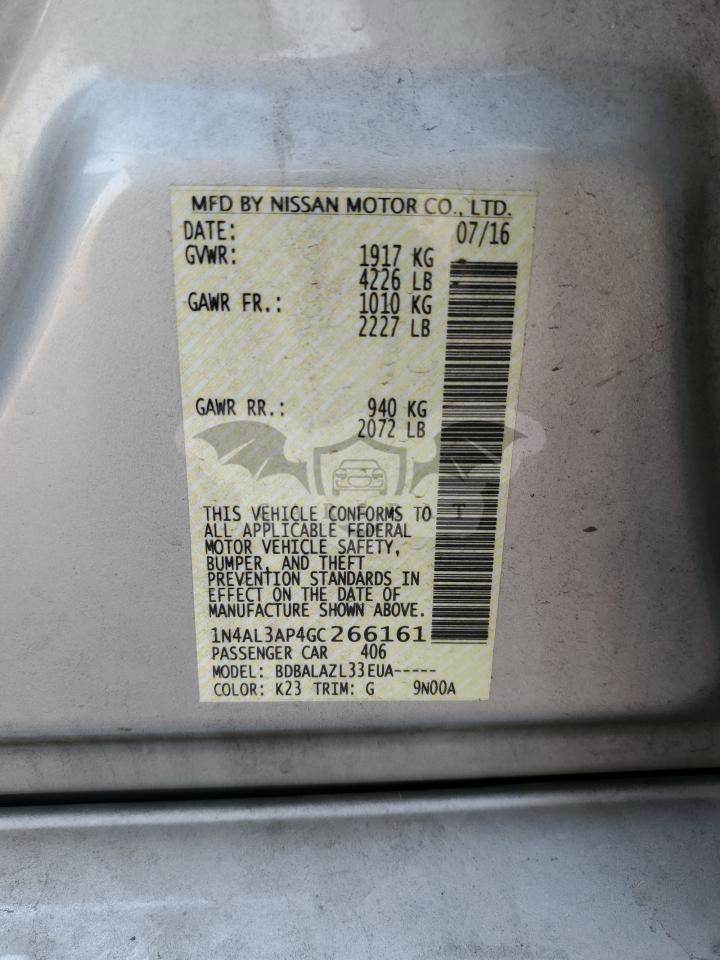 MFD BY NISSAN MOTOR CO., LTD.
DATE: 07/16
GVWR: 1917 KG
4226 LB
GAWR FR.: 1010 KG
2227 LB
GAWR RR.: 940 KG
2072 LB
THIS VEHICLE CONFORMS TO T
ALL APPLICABLE FEDERAL
MOTOR VEHICLE SAFETY,
BUMPER, AND THEFT
PREVENTION STANDARDS IN
EFFECT ON THE DATE OF
MANUFACTURE SHOWN ABOVE.
1N4AL3AP4GC266161
PASSENGER CAR 406
MODEL: BDBALAZL33EUA-----
COLOR: K23 TRIM: G 9N00A